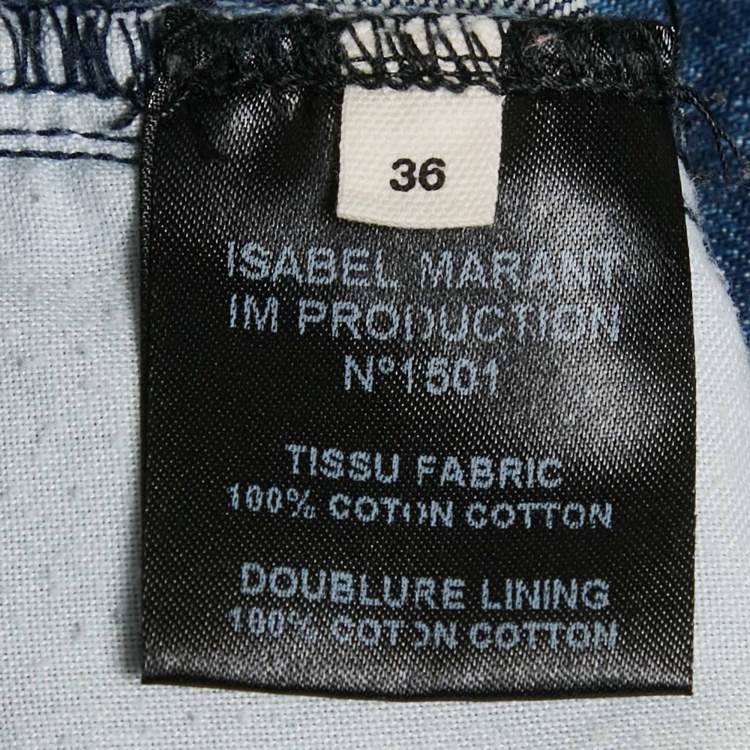 36
ISABEL MARANT
IM PRODUCTION
N°1501
TISSU FABRIC
100% COTON COTTON
DOUBLURE LINING
100% COTON COTTON